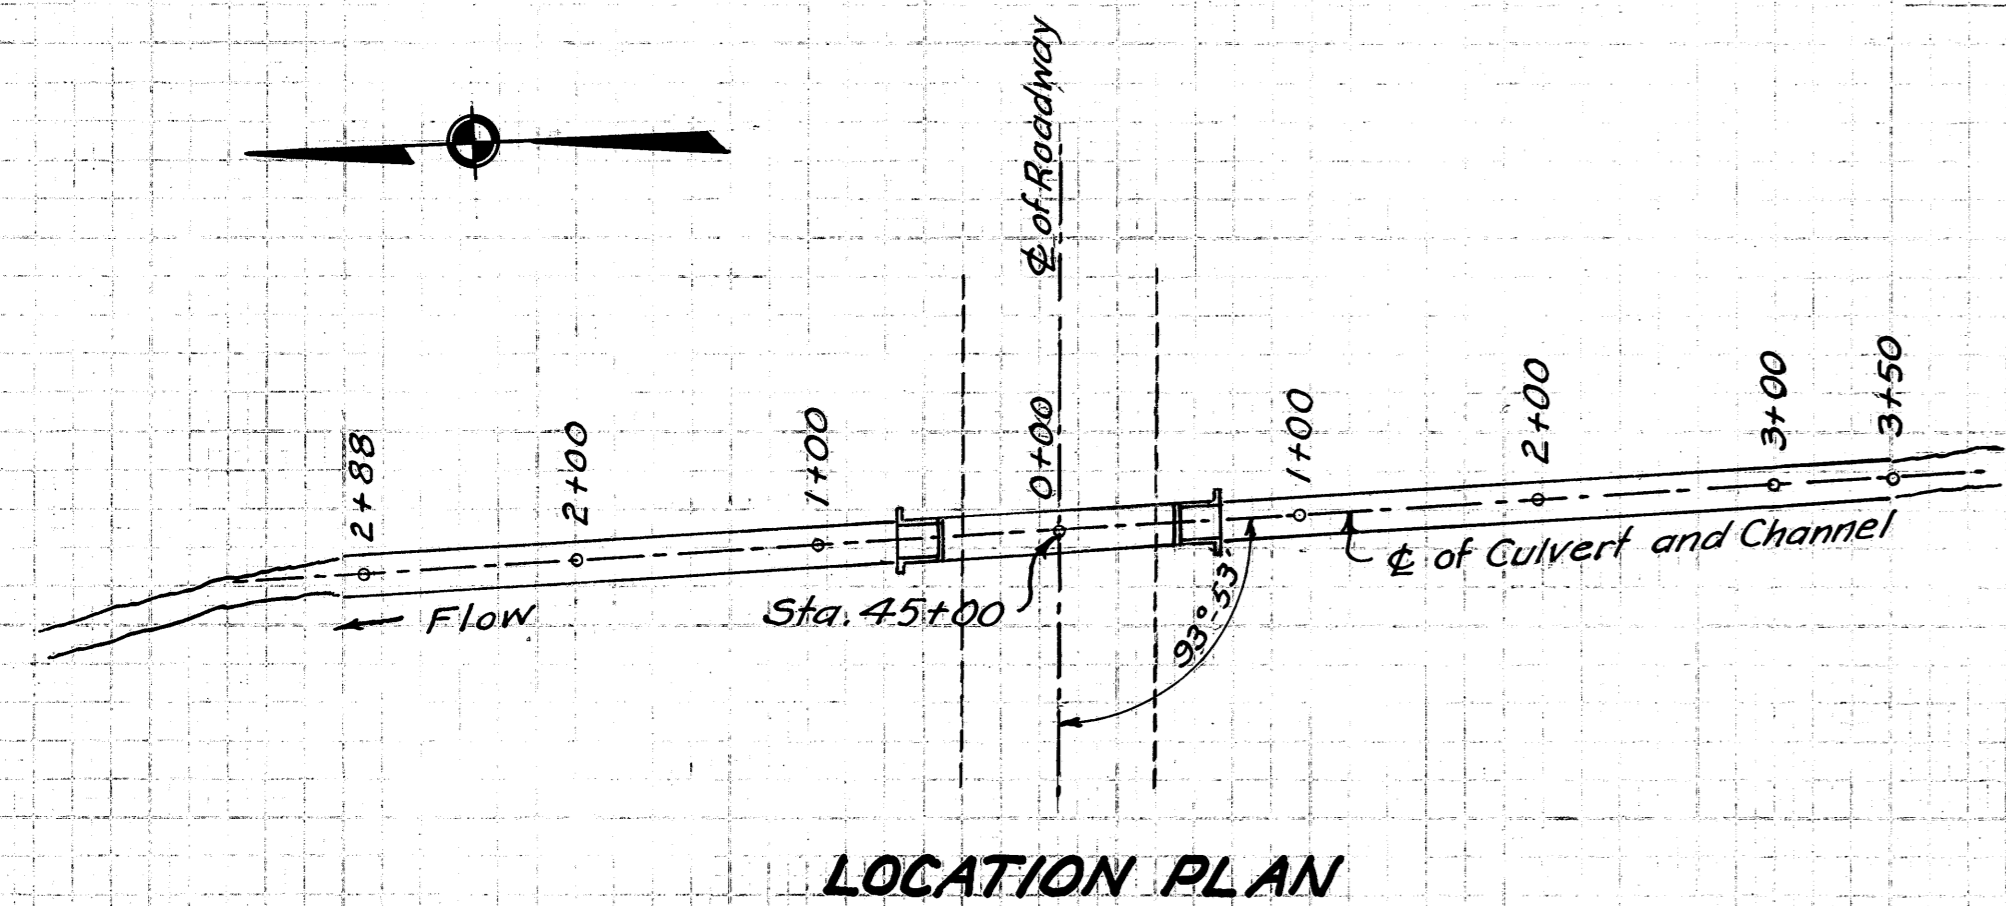 ℄ of Roadway
2+88
2+00
1+00
0+00
1+00
2+00
3+00
3+50
Flow
Sta. 45+00
93°-53'
℄ of Culvert and Channel
LOCATION PLAN